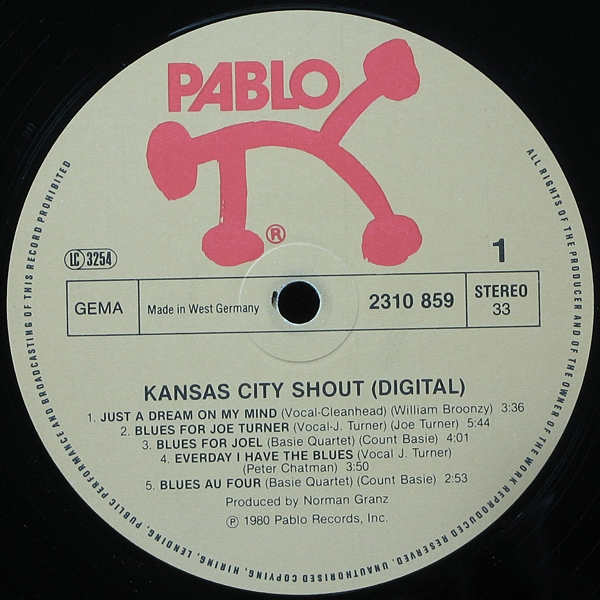 PABLO
®
LC 3254
1
GEMA
Made in West Germany
2310 859
STEREO
33
KANSAS CITY SHOUT (DIGITAL)
1. JUST A DREAM ON MY MIND (Vocal-Cleanhead) (William Broonzy) 3:36
2. BLUES FOR JOE TURNER (Vocal-J. Turner) (Joe Turner) 5:44
3. BLUES FOR JOEL (Basie Quartet) (Count Basie) 4:01
4. EVERDAY I HAVE THE BLUES (Vocal J. Turner)
(Peter Chatman) 3:50
5. BLUES AU FOUR (Basie Quartet) (Count Basie) 2:53
Produced by Norman Granz
℗ 1980 Pablo Records, Inc.
ALL RIGHTS OF THE PRODUCER AND OF THE OWNER OF THE WORK REPRODUCED RESERVED. UNAUTHORISED COPYING, HIRING, LENDING, PUBLIC PERFORMANCE AND BROADCASTING OF THIS RECORD PROHIBITED